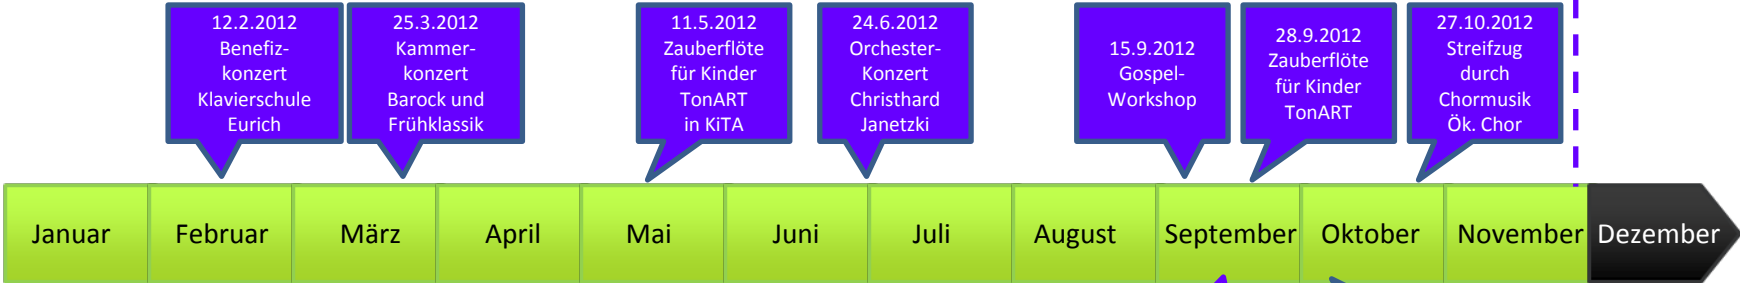 12.2.2012
Benefiz-
konzert
Klavierschule
Eurich
25.3.2012
Kammer-
konzert
Barock und
Frühklassik
11.5.2012
Zauberflöte
für Kinder
TonART
in KiTA
24.6.2012
Orchester-
Konzert
Christhard
Janetzki
15.9.2012
Gospel-
Workshop
28.9.2012
Zauberflöte
für Kinder
TonART
27.10.2012
Streifzug
durch
Chormusik
Ök. Chor
Januar
Februar
März
April
Mai
Juni
Juli
August
September
Oktober
November
Dezember